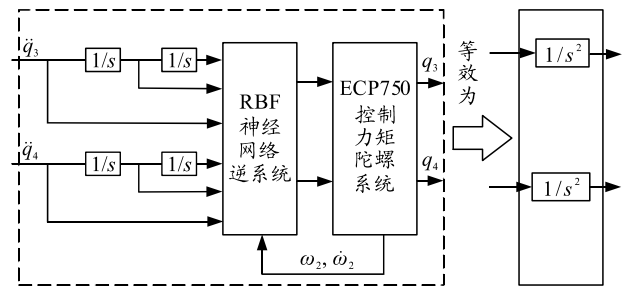 q̈₃
1/s
1/s
q̈₄
1/s
1/s
RBF
神经
网络
逆系统
ECP750
控制
力矩
陀螺
系统
q₃
q₄
ω₂, ω̇₂
等
效
为
1/s²
1/s²